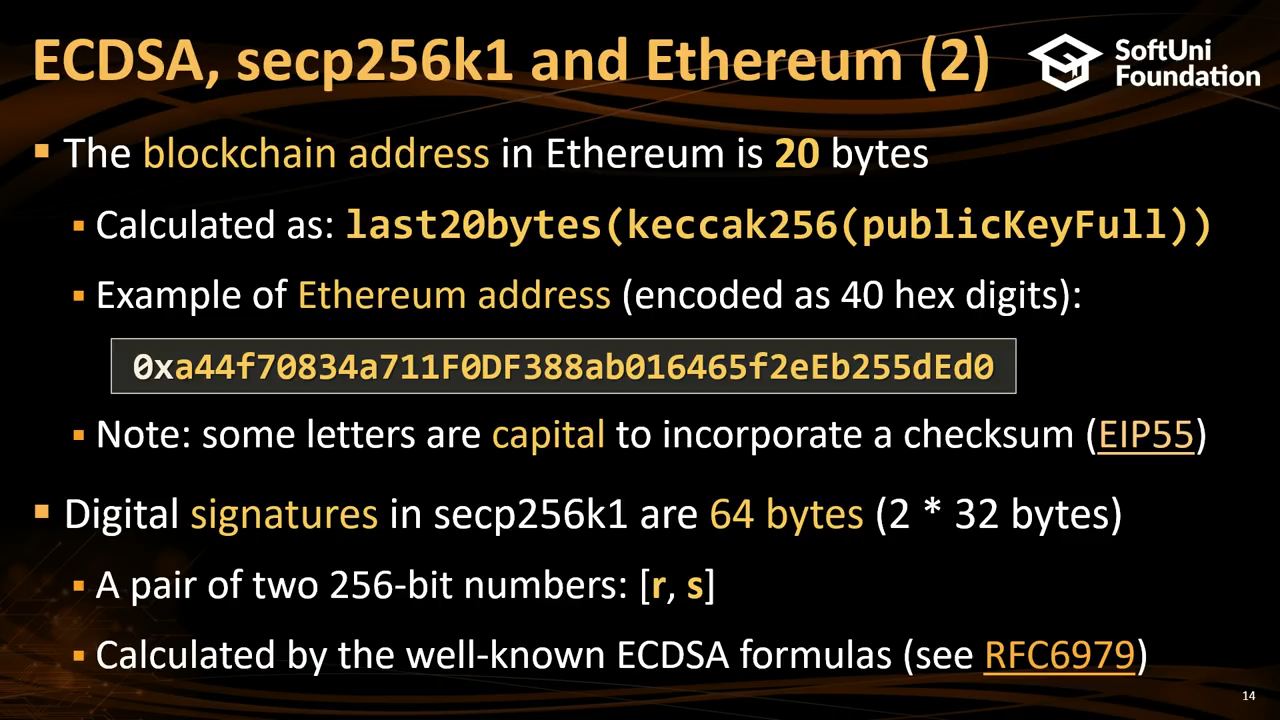 ECDSA, secp256k1 and Ethereum (2)
SoftUni
Foundation
▪ The blockchain address in Ethereum is 20 bytes
▪ Calculated as: last20bytes(keccak256(publicKeyFull))
▪ Example of Ethereum address (encoded as 40 hex digits):
0xa44f70834a711F0DF388ab016465f2eEb255dEd0
▪ Note: some letters are capital to incorporate a checksum (EIP55)
▪ Digital signatures in secp256k1 are 64 bytes (2 * 32 bytes)
▪ A pair of two 256-bit numbers: [r, s]
▪ Calculated by the well-known ECDSA formulas (see RFC6979)
14